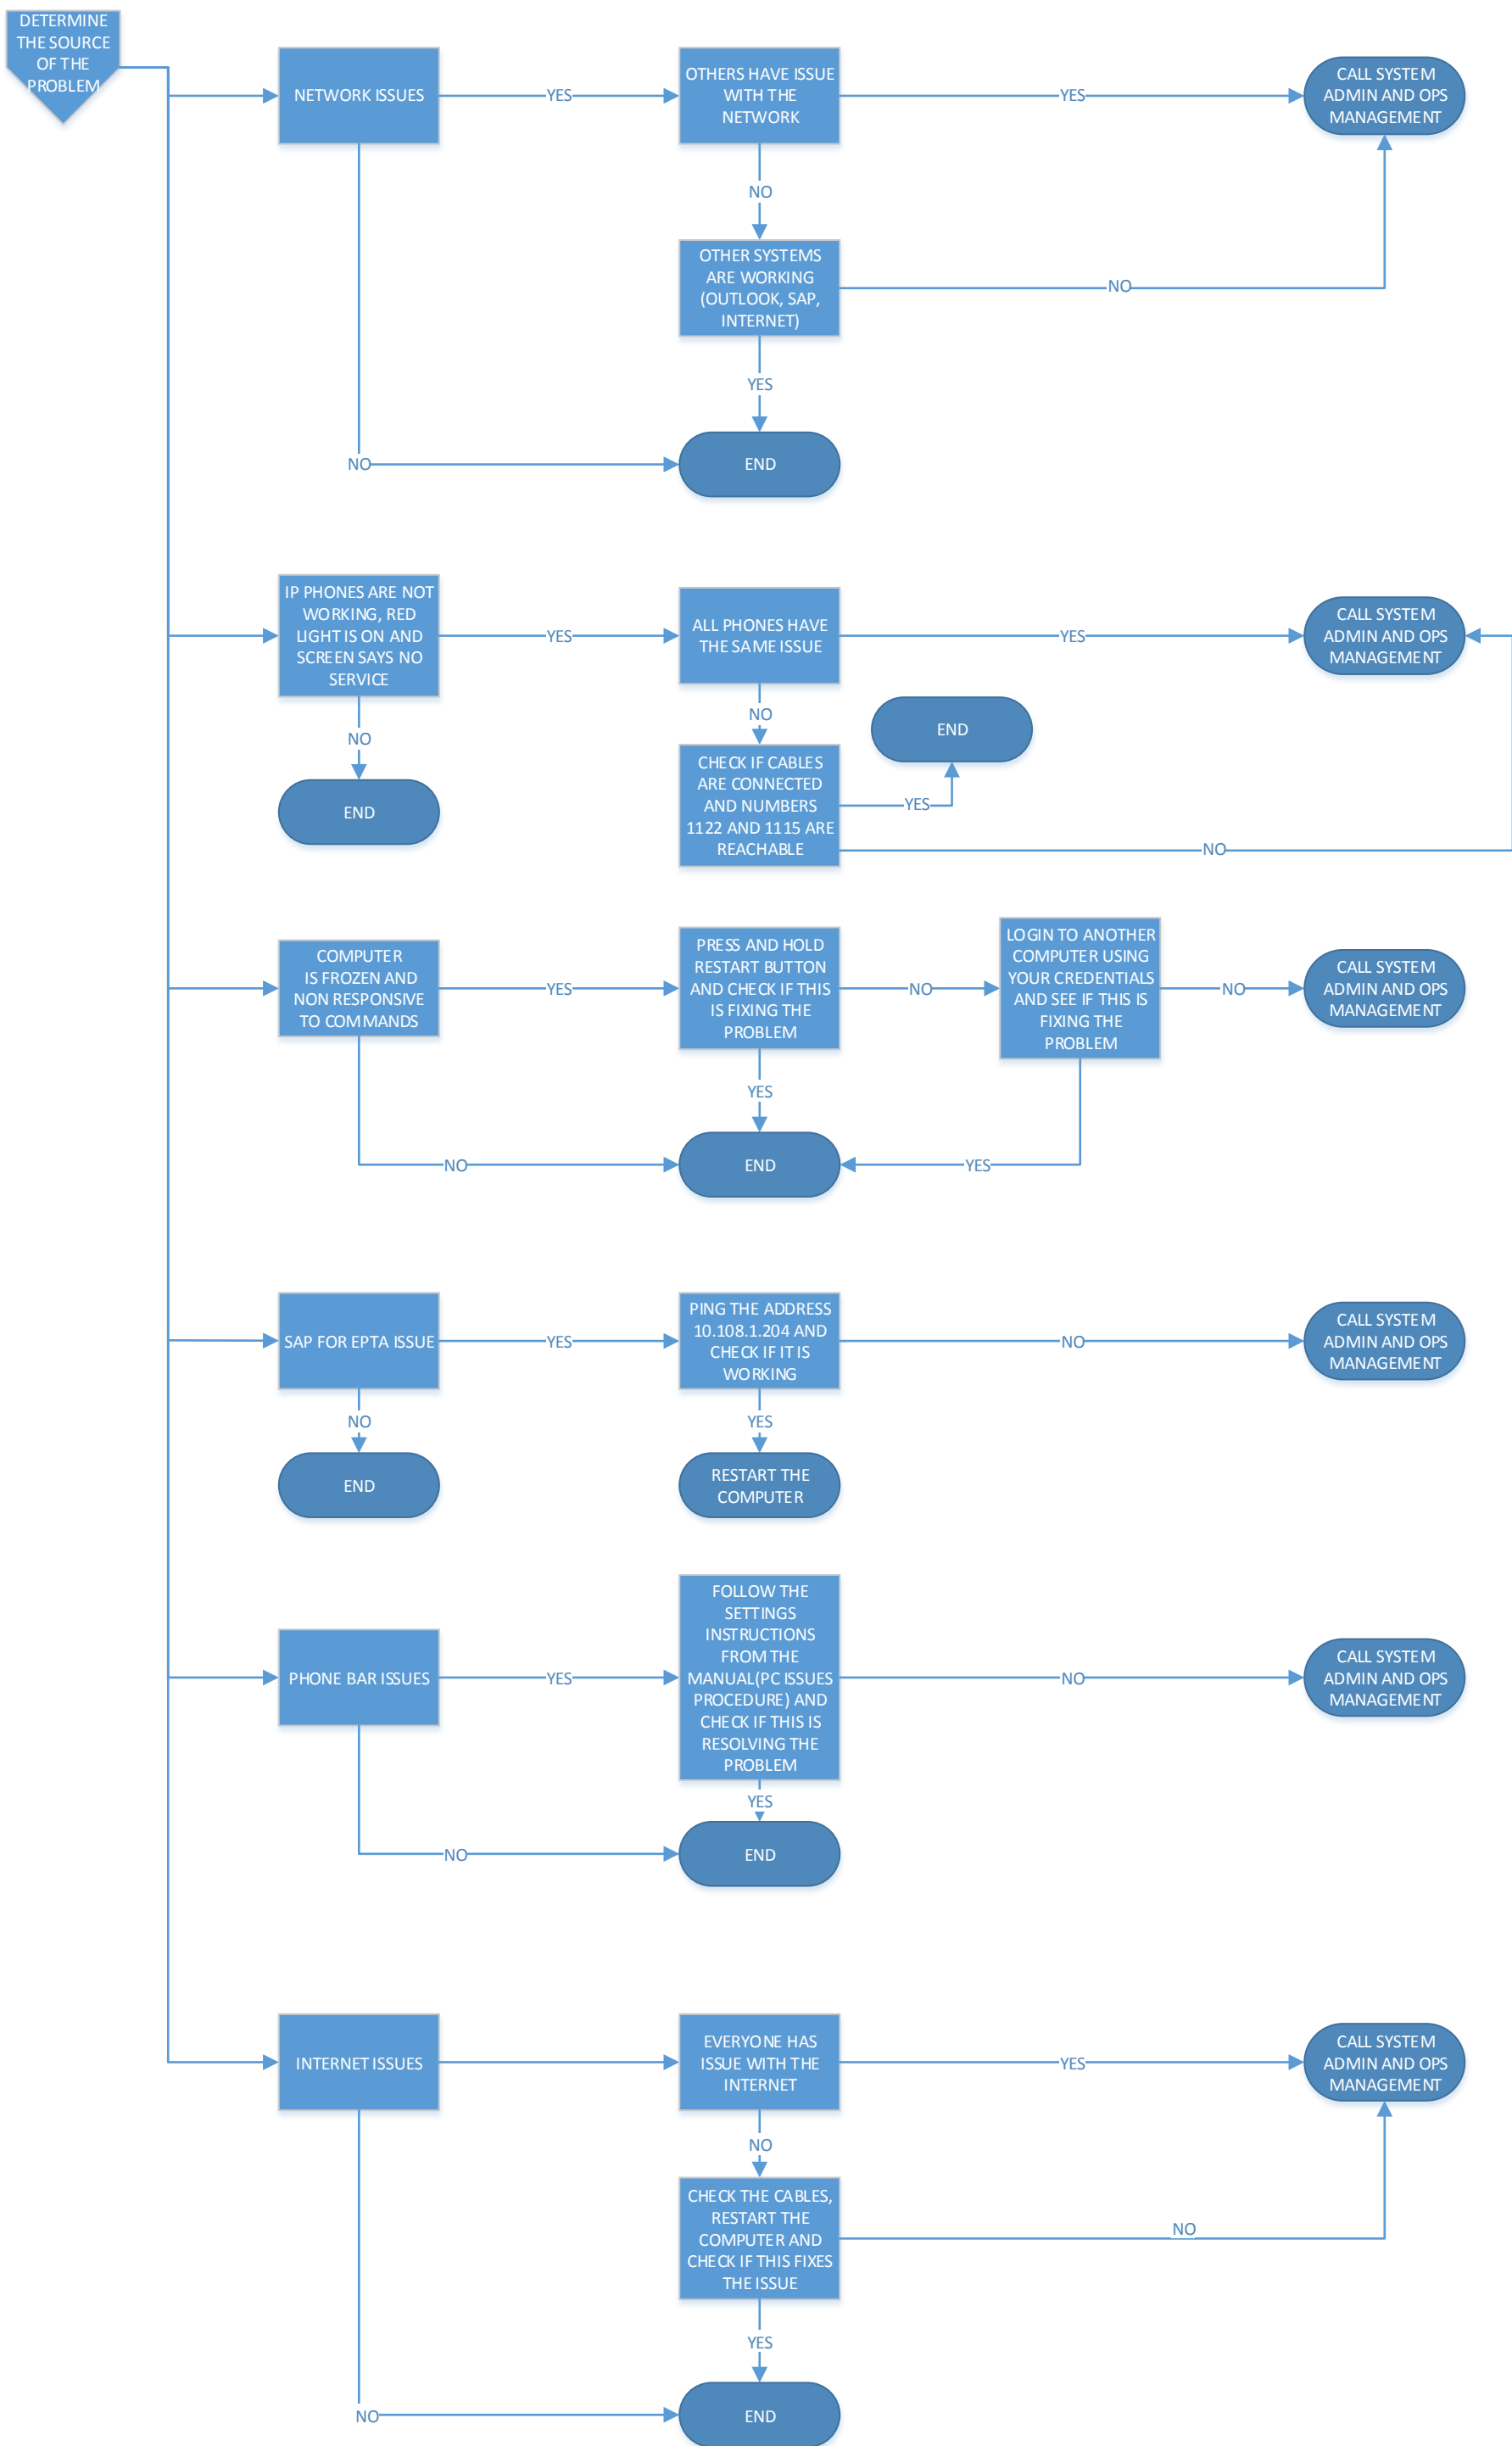 DETERMINE
THE SOURCE
OF THE
PROBLEM
NETWORK ISSUES
YES
OTHERS HAVE ISSUE
WITH THE
NETWORK
YES
CALL SYSTEM
ADMIN AND OPS
MANAGEMENT
NO
OTHER SYSTEMS
ARE WORKING
(OUTLOOK, SAP,
INTERNET)
NO
YES
NO
END
IP PHONES ARE NOT
WORKING, RED
LIGHT IS ON AND
SCREEN SAYS NO
SERVICE
YES
ALL PHONES HAVE
THE SAME ISSUE
YES
CALL SYSTEM
ADMIN AND OPS
MANAGEMENT
NO
NO
END
END
CHECK IF CABLES
ARE CONNECTED
AND NUMBERS
1122 AND 1115 ARE
REACHABLE
YES
NO
COMPUTER
IS FROZEN AND
NON RESPONSIVE
TO COMMANDS
YES
PRESS AND HOLD
RESTART BUTTON
AND CHECK IF THIS
IS FIXING THE
PROBLEM
NO
LOGIN TO ANOTHER
COMPUTER USING
YOUR CREDENTIALS
AND SEE IF THIS IS
FIXING THE
PROBLEM
NO
CALL SYSTEM
ADMIN AND OPS
MANAGEMENT
YES
NO
END
YES
SAP FOR EPTA ISSUE
YES
PING THE ADDRESS
10.108.1.204 AND
CHECK IF IT IS
WORKING
NO
CALL SYSTEM
ADMIN AND OPS
MANAGEMENT
NO
YES
END
RESTART THE
COMPUTER
PHONE BAR ISSUES
YES
FOLLOW THE
SETTINGS
INSTRUCTIONS
FROM THE
MANUAL(PC ISSUES
PROCEDURE) AND
CHECK IF THIS IS
RESOLVING THE
PROBLEM
NO
CALL SYSTEM
ADMIN AND OPS
MANAGEMENT
YES
NO
END
INTERNET ISSUES
EVERYONE HAS
ISSUE WITH THE
INTERNET
YES
CALL SYSTEM
ADMIN AND OPS
MANAGEMENT
NO
CHECK THE CABLES,
RESTART THE
COMPUTER AND
CHECK IF THIS FIXES
THE ISSUE
NO
YES
NO
END